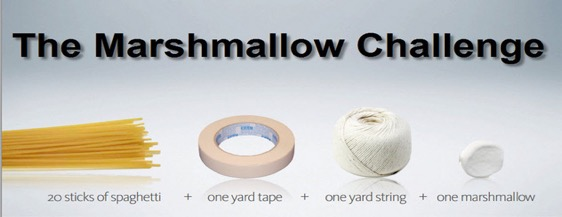 The Marshmallow Challenge
20 sticks of spaghetti + one yard tape + one yard string + one marshmallow